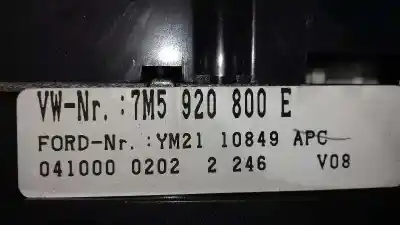 VW-Nr. :7M5 920 800 E
FORD-Nr. :YM21 10849 APC
041000 0202 2 246 V08